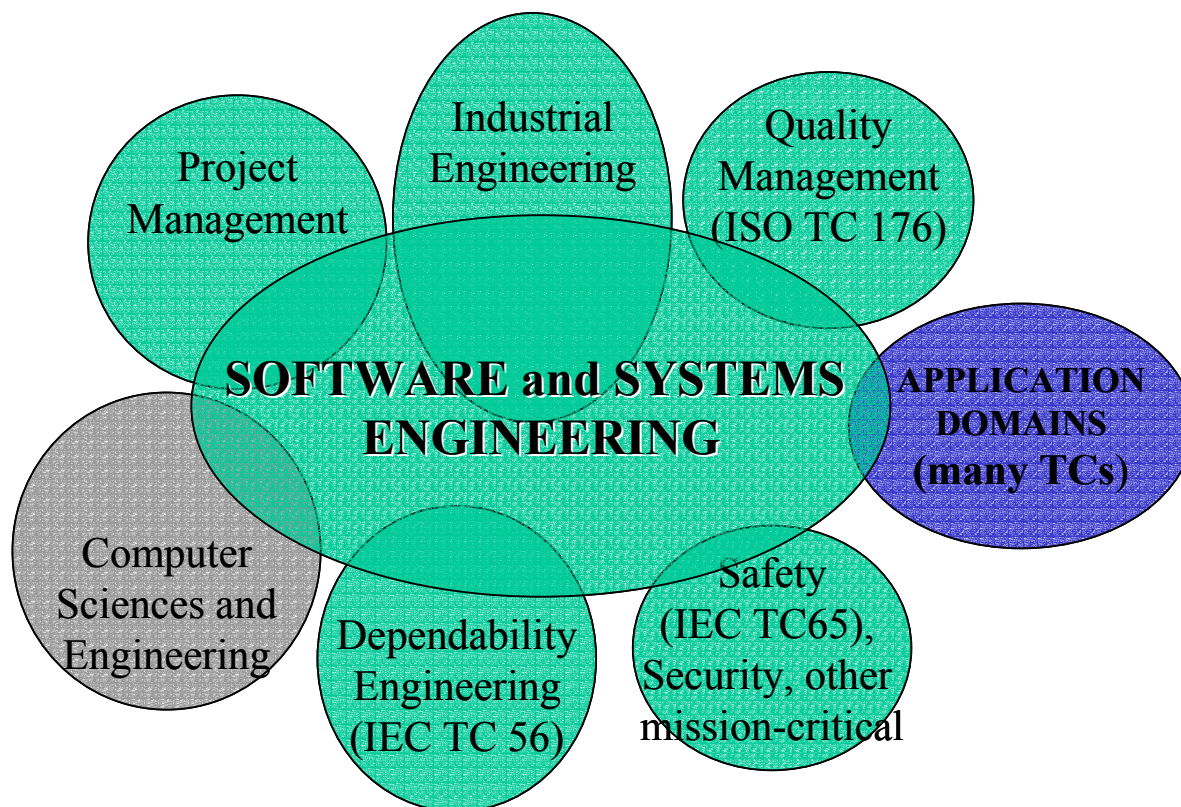 Industrial
Engineering
Quality
Management
(ISO TC 176)
Project
Management
SOFTWARE and SYSTEMS
ENGINEERING
APPLICATION
DOMAINS
(many TCs)
Computer
Sciences and
Engineering
Dependability
Engineering
(IEC TC 56)
Safety
(IEC TC65),
Security, other
mission-critical